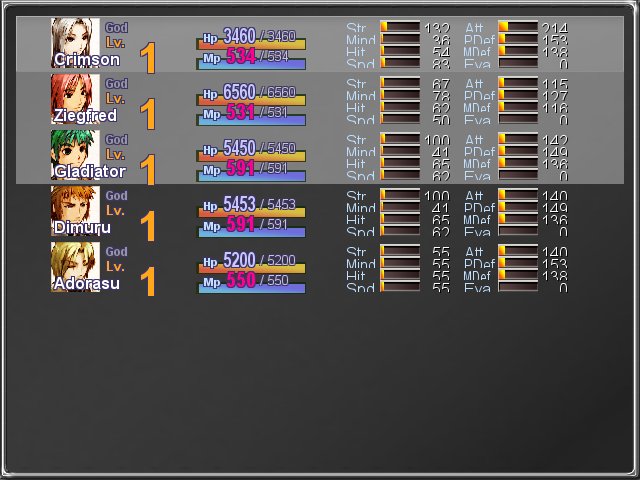 God Hp 3460 / 3460 Str 132 Att 214
Lv. 1 Mp 534 / 534 Mind 36 PDef 153
Crimson Hit 54 MDef 138
Spd 83 Eva 0
God Hp 6560 / 6560 Str 67 Att 115
Lv. 1 Mp 531 / 531 Mind 78 PDef 127
Ziegfred Hit 62 MDef 116
Spd 50 Eva 0
God Hp 5450 / 5450 Str 100 Att 142
Lv. 1 Mp 591 / 591 Mind 41 PDef 149
Gladiator Hit 65 MDef 136
Spd 62 Eva 0
God Hp 5453 / 5453 Str 100 Att 140
Lv. 1 Mp 591 / 591 Mind 41 PDef 149
Dimuru Hit 65 MDef 136
Spd 62 Eva 0
God Hp 5200 / 5200 Str 55 Att 140
Lv. 1 Mp 550 / 550 Mind 55 PDef 153
Adorasu Hit 55 MDef 138
Spd 55 Eva 0